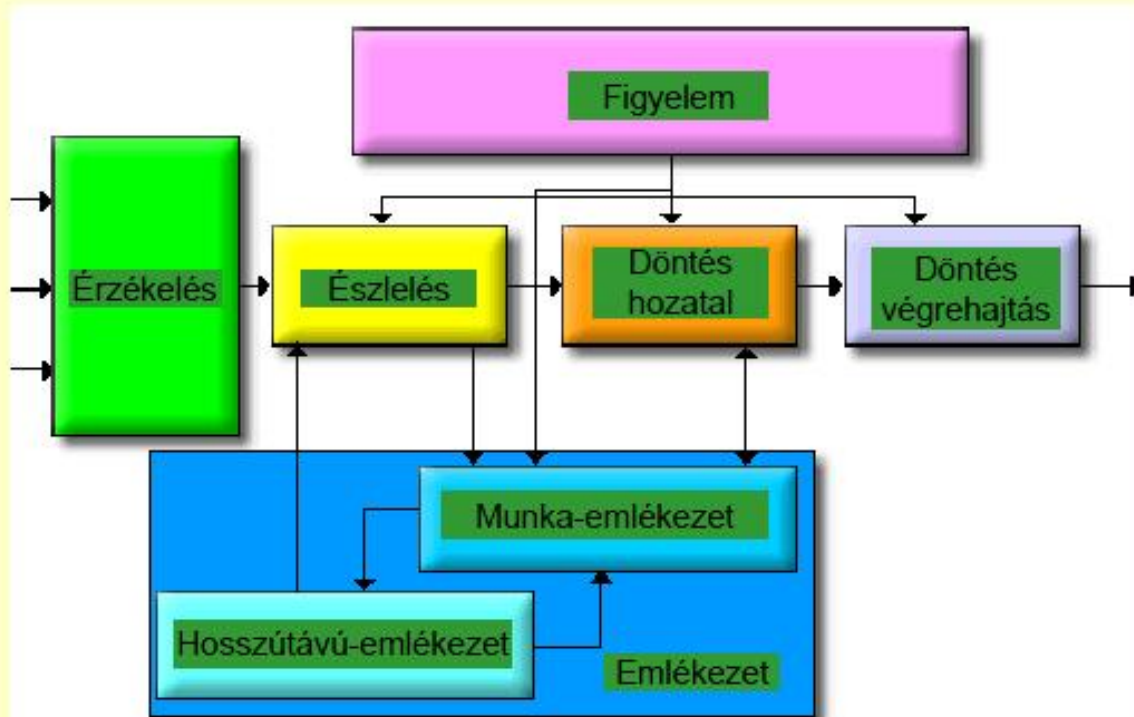 Figyelem
Érzékelés
Észlelés
Döntés
hozatal
Döntés
végrehajtás
Munka-emlékezet
Hosszútávú-emlékezet
Emlékezet